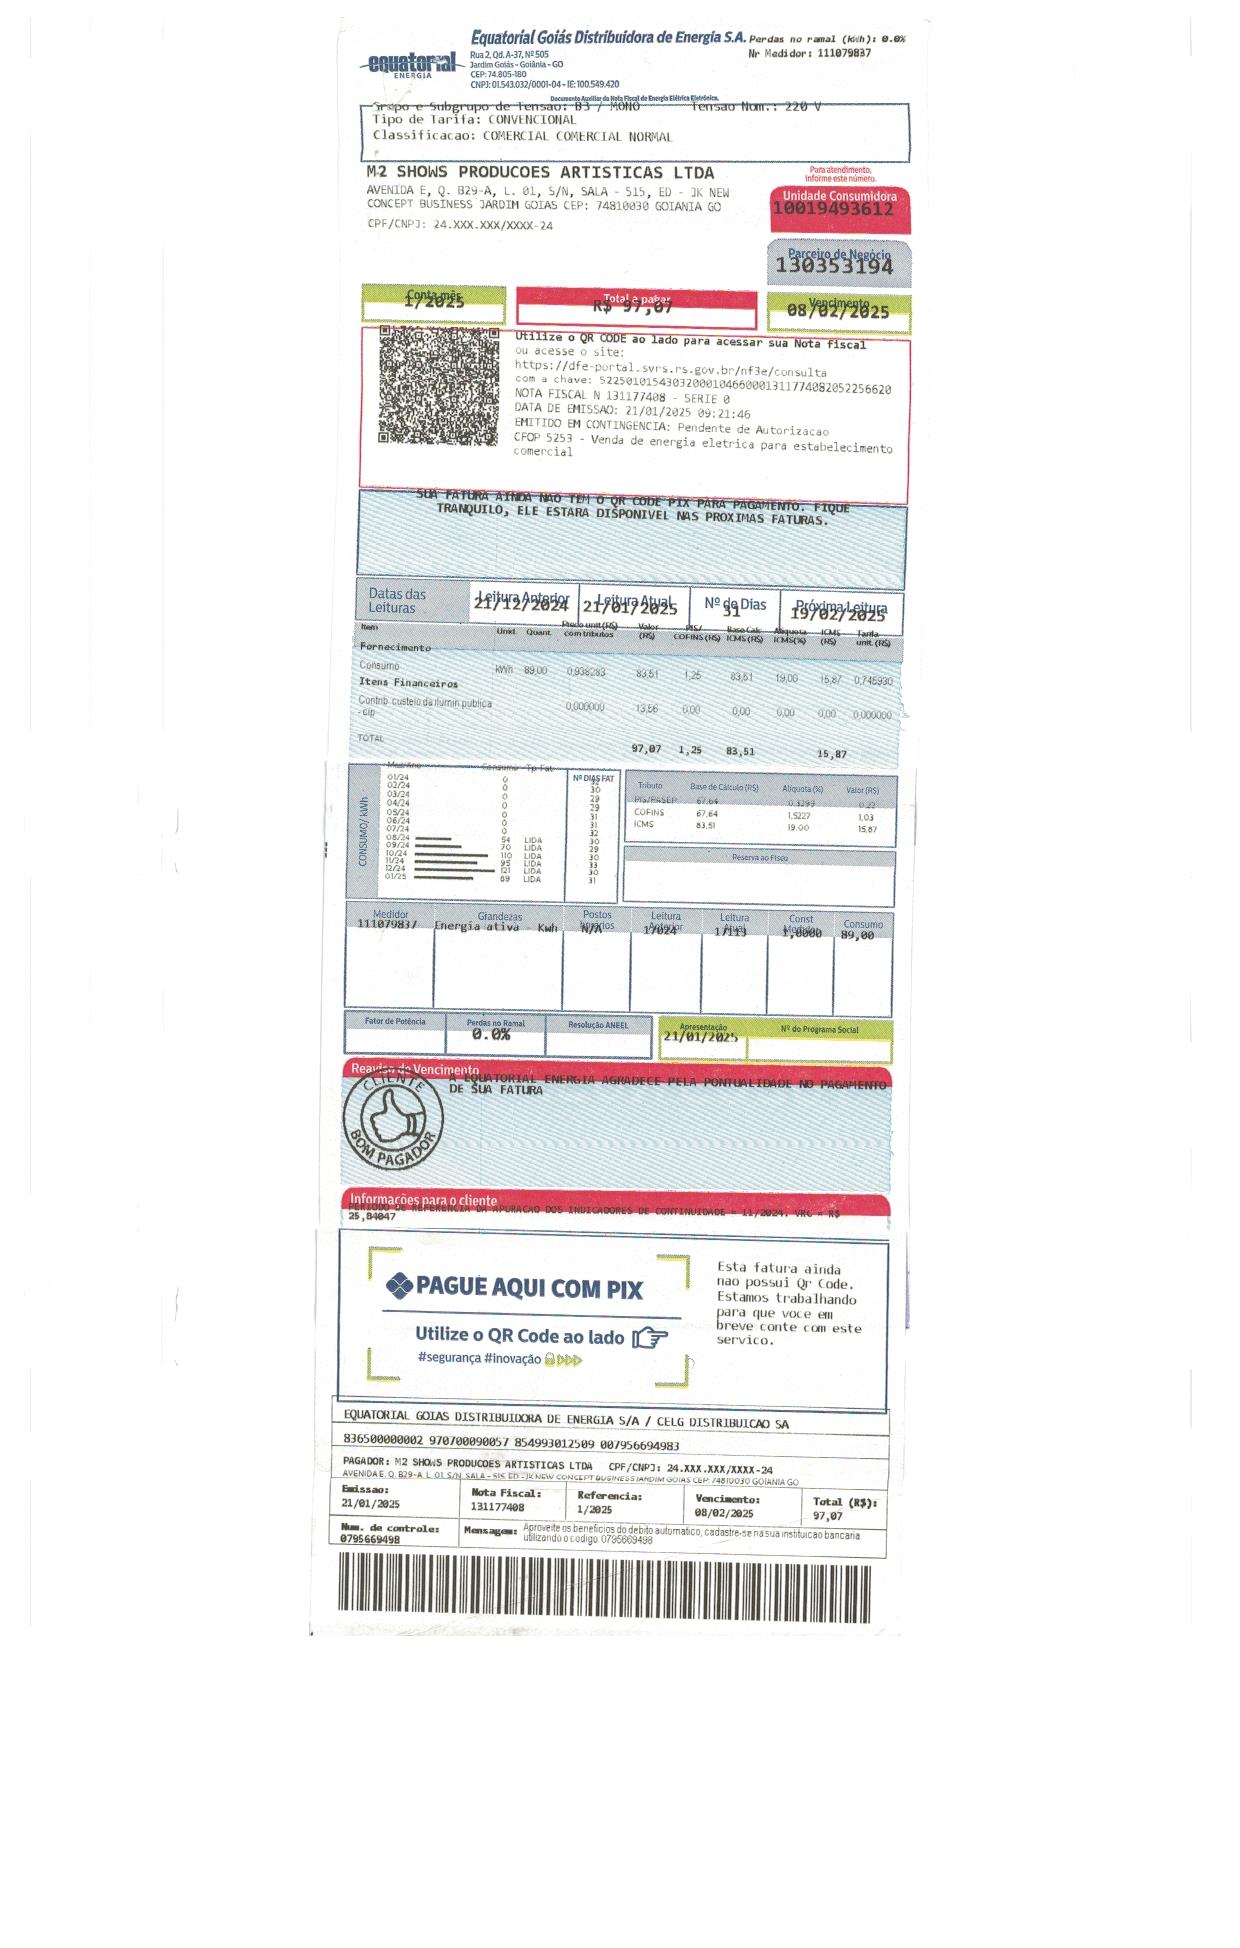 Equatorial Goiás Distribuidora de Energia S.A.
Perdas no ramal (kWh): 0.0%
Nr Medidor: 111079837
equatorial
ENERGIA
Rua 2, Qd. A-37, Nº 505
Jardim Goiás - Goiânia - GO
CEP: 74.805-180
CNPJ: 01.543.032/0001-04 - IE: 100.549.420
Documento Auxiliar da Nota Fiscal de Energia Elétrica Eletrônica.
Grupo e Subgrupo de Tensao: B3 / MONO Tensao Nom.: 220 V
Tipo de Tarifa: CONVENCIONAL
Classificacao: COMERCIAL COMERCIAL NORMAL
M2 SHOWS PRODUCOES ARTISTICAS LTDA
AVENIDA E, Q. B29-A, L. 01, S/N, SALA - 515, ED - JK NEW
CONCEPT BUSINESS JARDIM GOIAS CEP: 74810030 GOIANIA GO
CPF/CNPJ: 24.XXX.XXX/XXXX-24
Para atendimento,
informe este número.
Unidade Consumidora
10019493612
Parceiro de Negócio
130353194
Conta mês
1/2025
Total a pagar
R$ 97,07
Vencimento
08/02/2025
Utilize o QR CODE ao lado para acessar sua Nota fiscal
ou acesse o site:
https://dfe-portal.svrs.rs.gov.br/nf3e/consulta
com a chave: 52250101543032000104660001311774082052256620
NOTA FISCAL N 131177408 - SERIE 0
DATA DE EMISSAO: 21/01/2025 09:21:46
EMITIDO EM CONTINGENCIA: Pendente de Autorizacao
CFOP 5253 - Venda de energia eletrica para estabelecimento
comercial
SUA FATURA AINDA NAO TEM O QR CODE PIX PARA PAGAMENTO. FIQUE
TRANQUILO, ELE ESTARA DISPONIVEL NAS PROXIMAS FATURAS.
Datas das Leituras
Leitura Anterior Leitura Atual Nº de Dias Próxima Leitura
21/12/2024 21/01/2025 31 19/02/2025
Item Unid. Quant. Preço unit (R$) com tributos Valor (R$) PIS/COFINS (R$) Base Calc ICMS (R$) Alíquota ICMS(%) ICMS (R$) Tarifa unit. (R$)
Fornecimento
Consumo kWh 89,00 0,938283 83,51 1,25 83,51 19,00 15,87 0,745930
Itens Financeiros
Contrib. custeio da ilumin. publica - cip 0,000000 13,56 0,00 0,00 0,00 0,00 0,000000
TOTAL 97,07 1,25 83,51 15,87
CONSUMO/ kWh
Mes/Ano Consumo Tp Fat. Nº DIAS FAT
01/24 0 32
02/24 0 30
03/24 0 29
04/24 0 29
05/24 0 31
06/24 0 31
07/24 0 32
08/24 54 LIDA 30
09/24 70 LIDA 29
10/24 110 LIDA 30
11/24 95 LIDA 33
12/24 121 LIDA 30
01/25 89 LIDA 31
Tributo Base de Cálculo (R$) Alíquota (%) Valor (R$)
PIS/PASEP 67,64 0,3299 0,22
COFINS 67,64 1,5227 1,03
ICMS 83,51 19,00 15,87
Reserva ao Fisco
Medidor Grandezas Postos Horários Leitura Anterior Leitura Atual Const Medidor Consumo
111079837 Energia ativa - Kwh N/A 17024 17113 1,0000 89,00
Fator de Potência Perdas no Ramal Resolução ANEEL Apresentação Nº do Programa Social
0.0% 21/01/2025
Reaviso de Vencimento
A EQUATORIAL ENERGIA AGRADECE PELA PONTUALIDADE NO PAGAMENTO
DE SUA FATURA
CLIENTE
BOM PAGADOR
Informações para o cliente
PERIODO DE REFERENCIA DA APURACAO DOS INDICADORES DE CONTINUIDADE = 11/2024. VRC = R$
25,84047
PAGUE AQUI COM PIX
Utilize o QR Code ao lado
#segurança #inovação
Esta fatura ainda
nao possui Qr Code.
Estamos trabalhando
para que voce em
breve conte com este
servico.
EQUATORIAL GOIAS DISTRIBUIDORA DE ENERGIA S/A / CELG DISTRIBUICAO SA
836500000002 970700090057 854993012509 007956694983
PAGADOR: M2 SHOWS PRODUCOES ARTISTICAS LTDA CPF/CNPJ: 24.XXX.XXX/XXXX-24
AVENIDA E, Q. B29-A, L. 01, S/N, SALA - 515, ED - JK NEW CONCEPT BUSINESS JARDIM GOIAS CEP: 74810030 GOIANIA GO
Emissao: Nota Fiscal: Referencia: Vencimento: Total (R$):
21/01/2025 131177408 1/2025 08/02/2025 97,07
Num. de controle:
079566949B
Mensagem: Aproveite os beneficios do debito automatico, cadastre-se na sua instituicao bancaria
utilizando o codigo: 0795669498